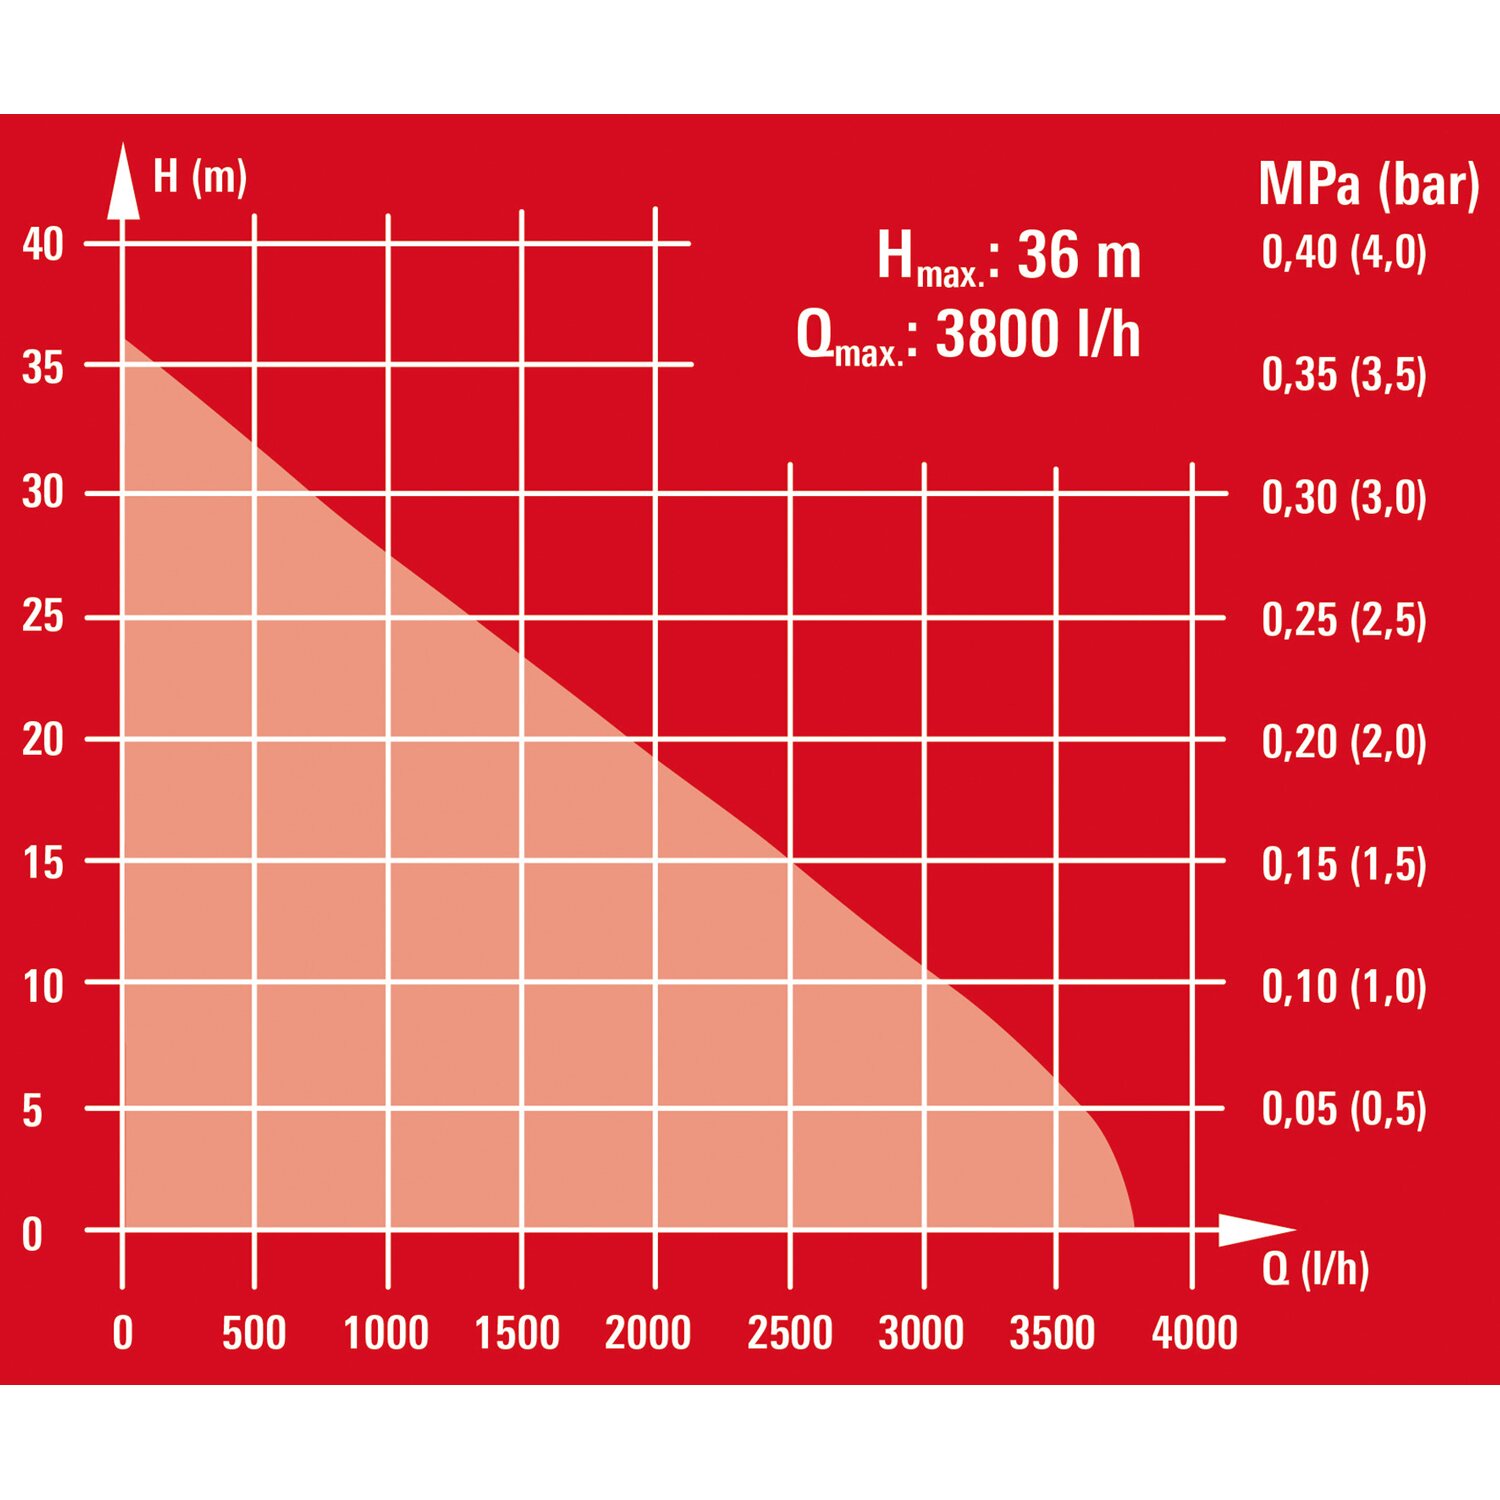 H (m)
MPa (bar)
40
Hmax.: 36 m
0,40 (4,0)
Qmax.: 3800 l/h
35
0,35 (3,5)
30
0,30 (3,0)
25
0,25 (2,5)
20
0,20 (2,0)
15
0,15 (1,5)
10
0,10 (1,0)
5
0,05 (0,5)
0
Q (l/h)
0 500 1000 1500 2000 2500 3000 3500 4000